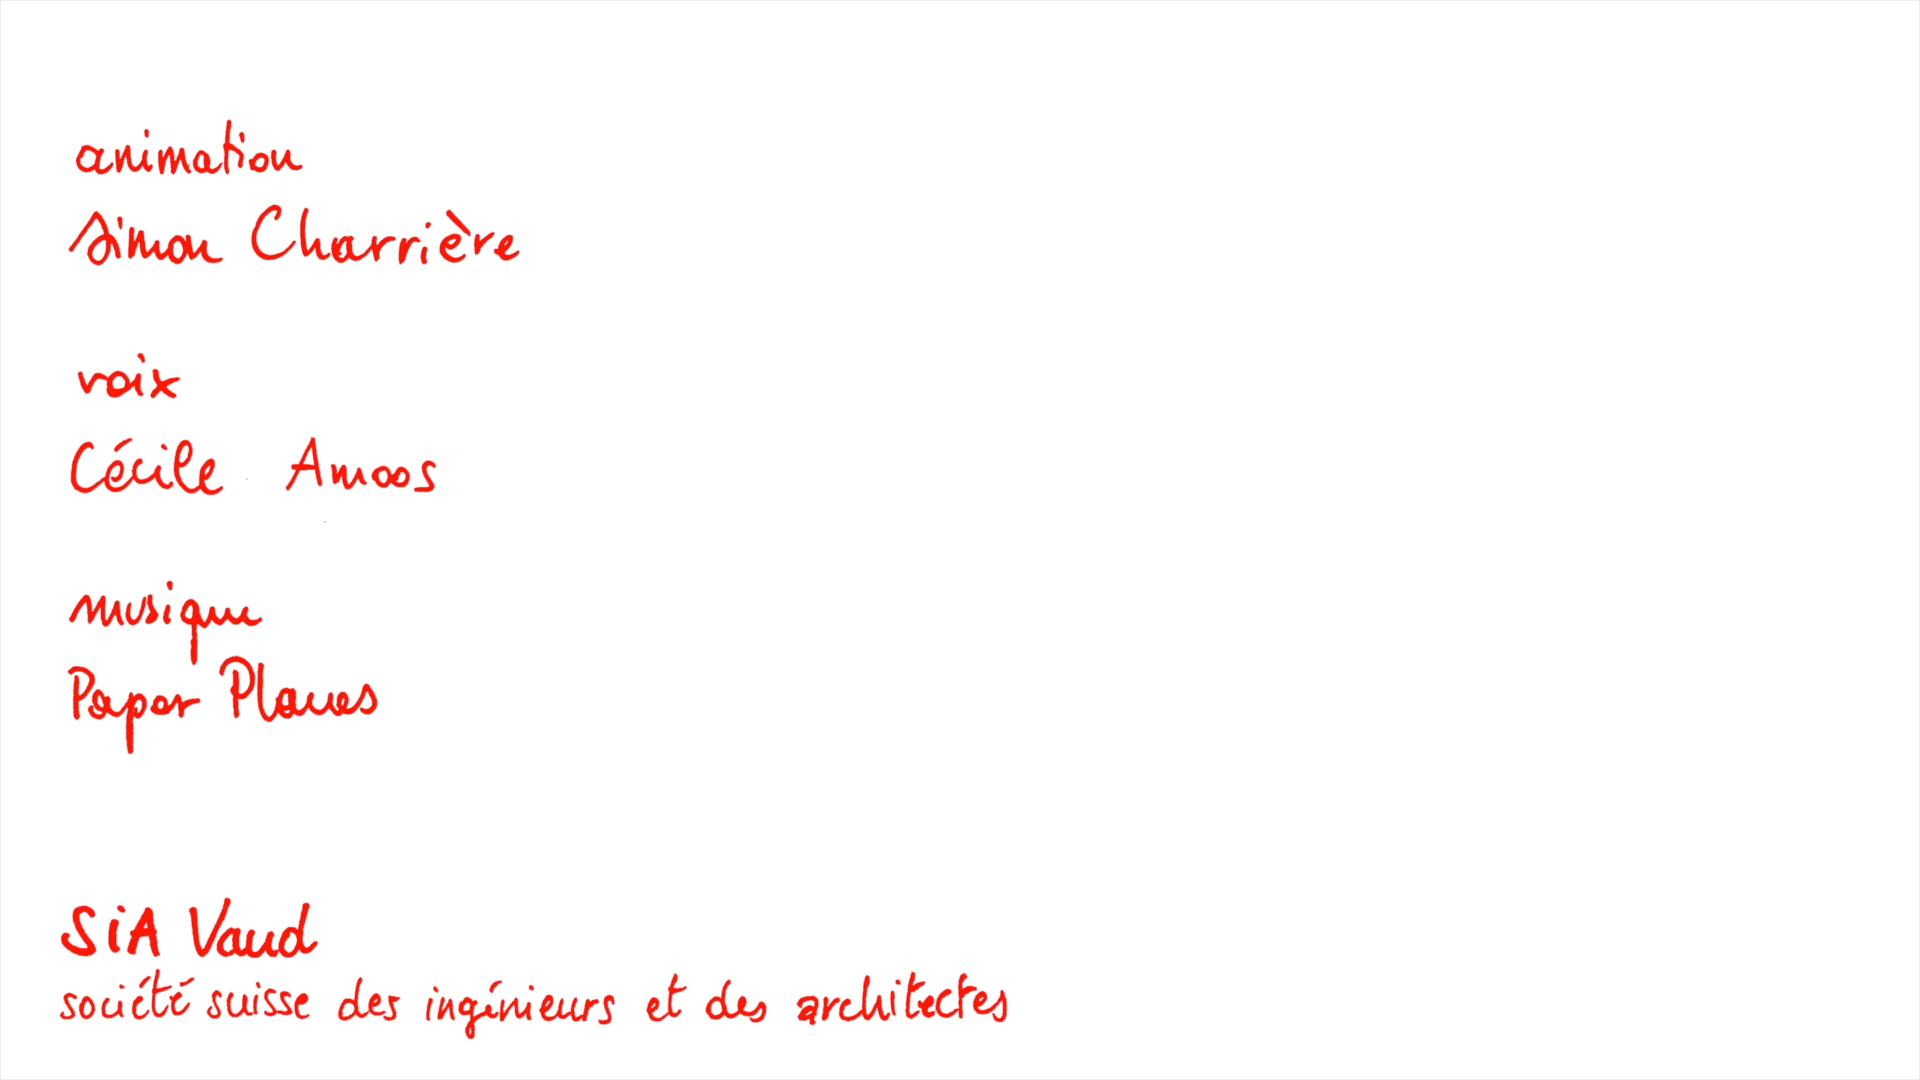 animation
Simon Charrière
voix
Cécile Amoos
musique
Paper Planes
SiA Vaud
société suisse des ingénieurs et des architectes